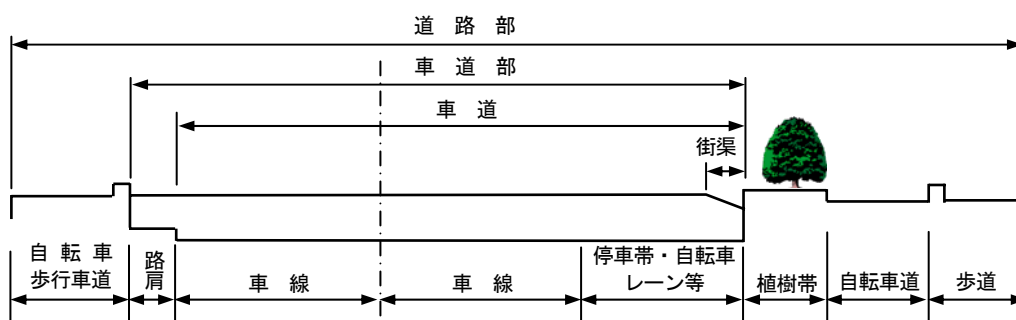 道路部
車道部
車道
街渠
自転車
歩行車道
路肩
車線
車線
停車帯・自転車
レーン等
植樹帯
自転車道
歩道